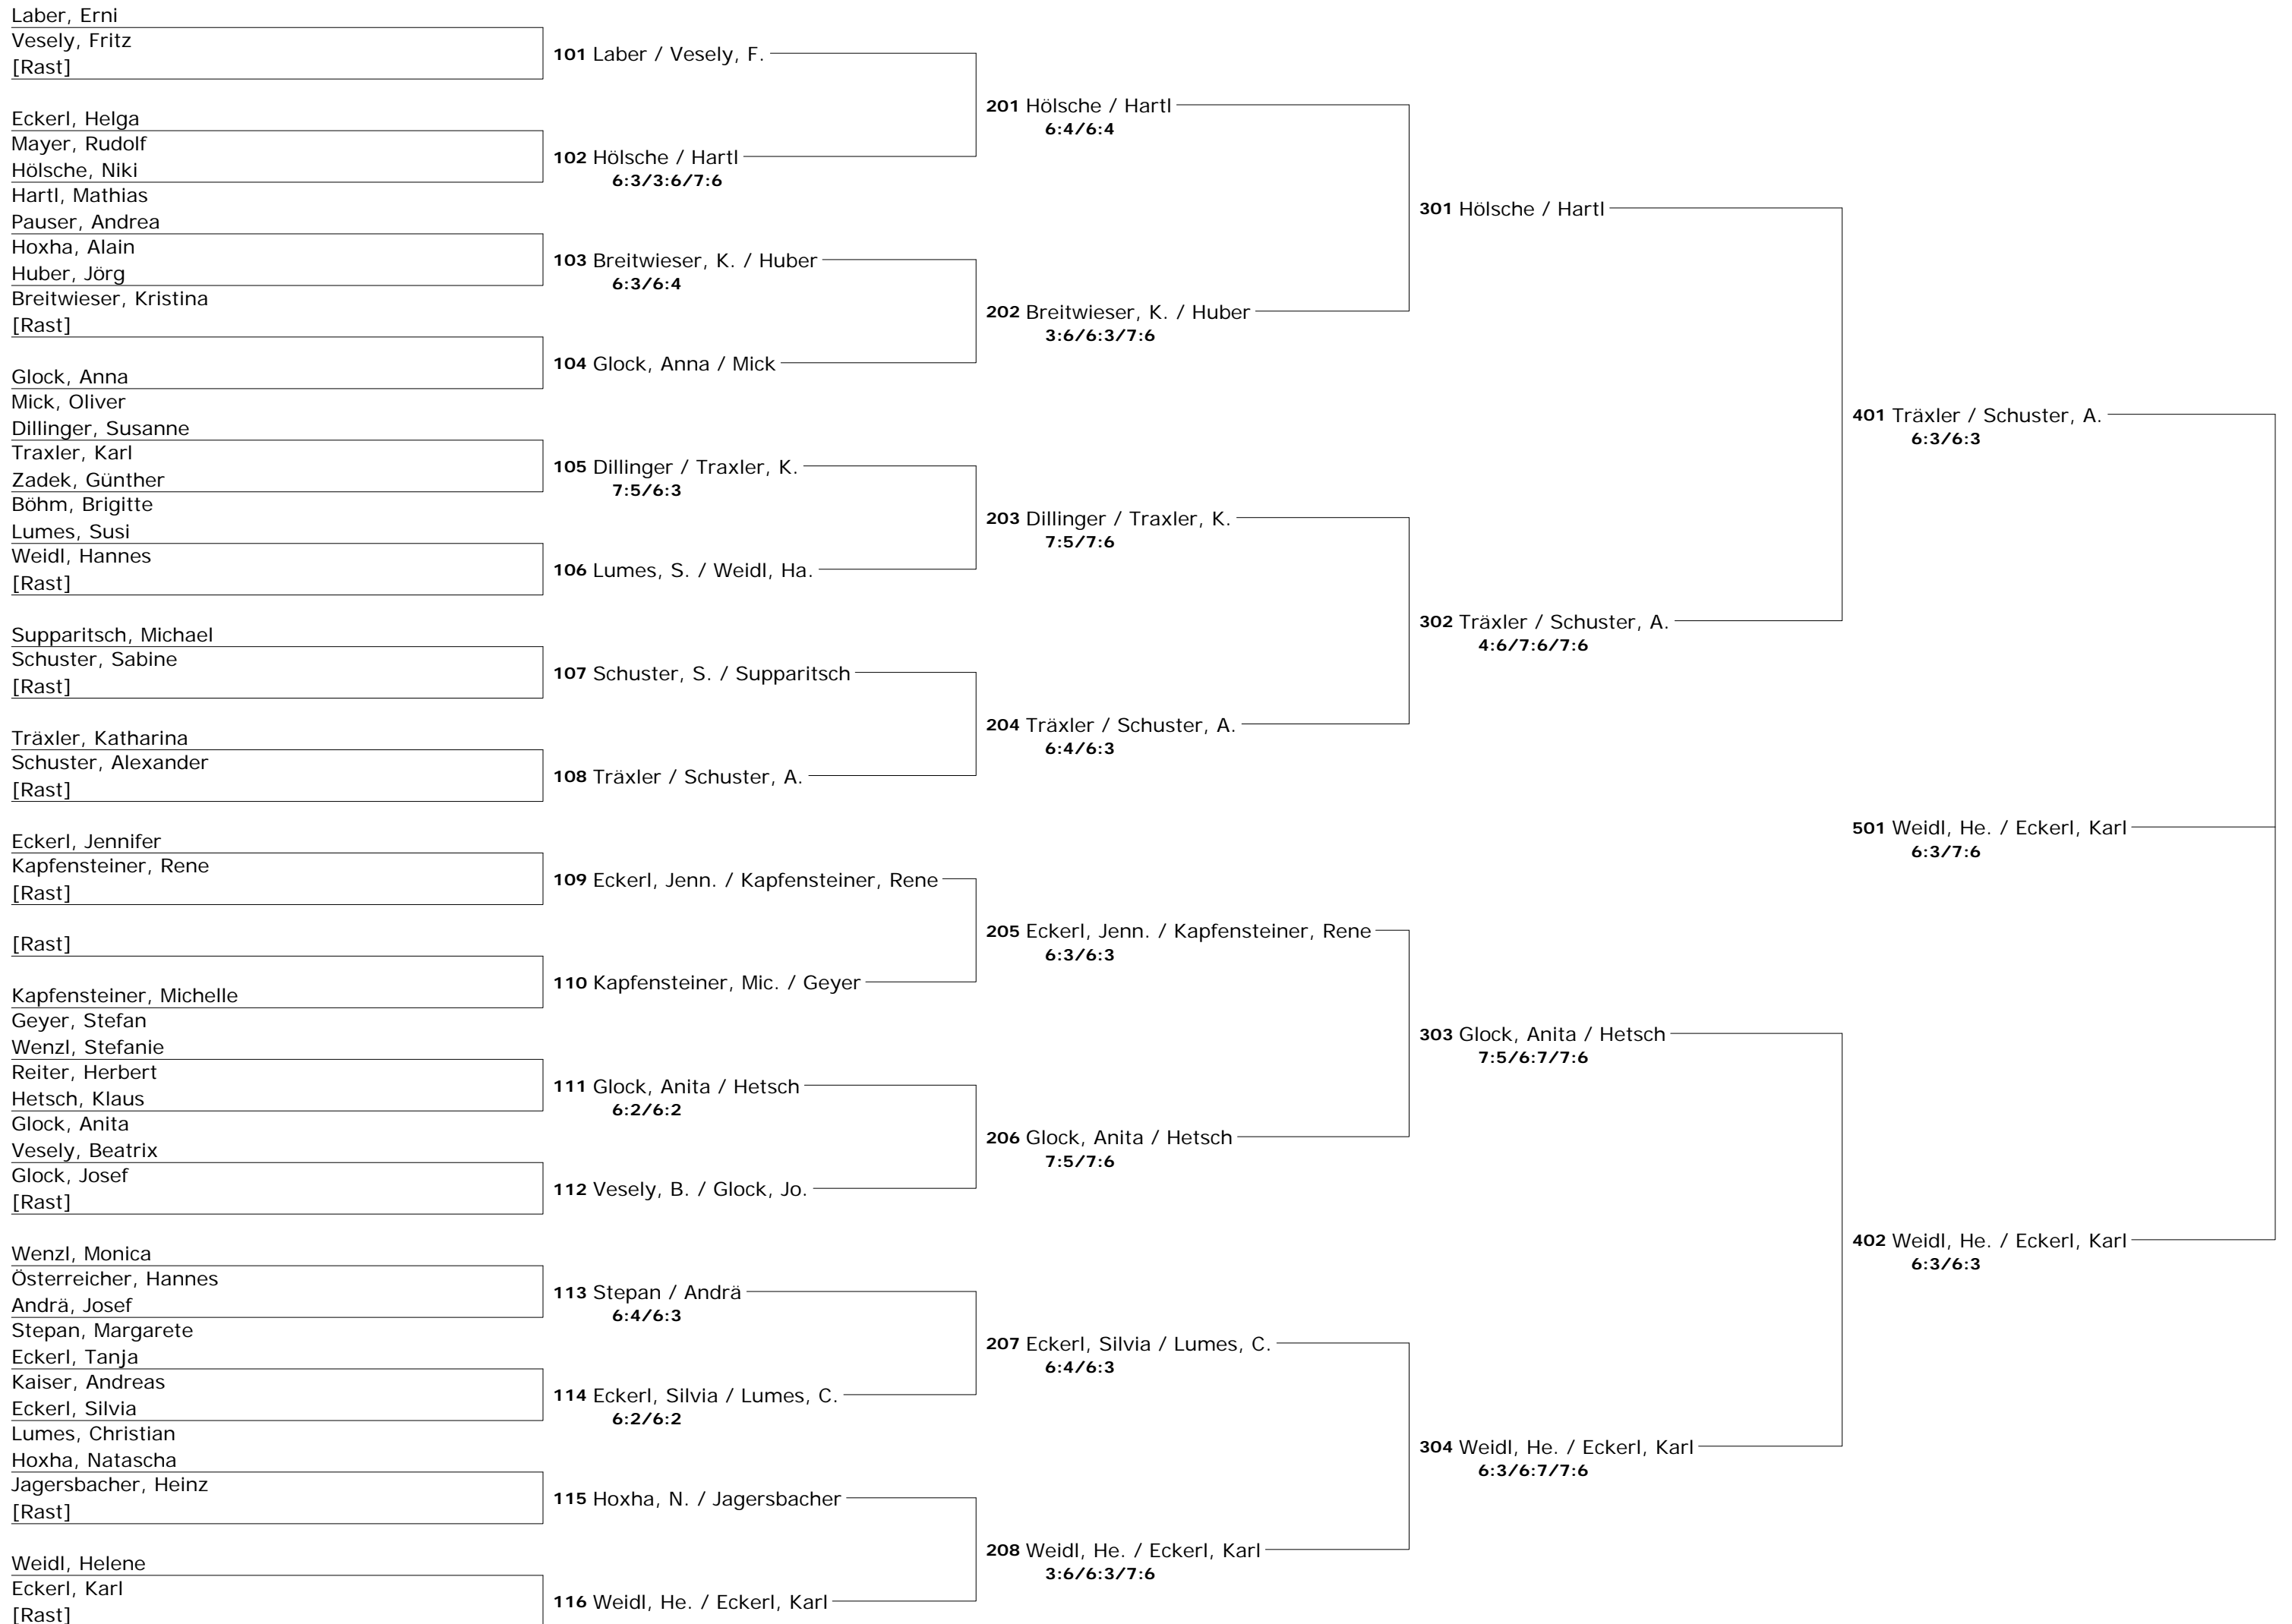 Laber, Erni
Vesely, Fritz
[Rast]
Eckerl, Helga
Mayer, Rudolf
Hölsche, Niki
Hartl, Mathias
Pauser, Andrea
Hoxha, Alain
Huber, Jörg
Breitwieser, Kristina
[Rast]
Glock, Anna
Mick, Oliver
Dillinger, Susanne
Traxler, Karl
Zadek, Günther
Böhm, Brigitte
Lumes, Susi
Weidl, Hannes
[Rast]
Supparitsch, Michael
Schuster, Sabine
[Rast]
Träxler, Katharina
Schuster, Alexander
[Rast]
Eckerl, Jennifer
Kapfensteiner, Rene
[Rast]
[Rast]
Kapfensteiner, Michelle
Geyer, Stefan
Wenzl, Stefanie
Reiter, Herbert
Hetsch, Klaus
Glock, Anita
Vesely, Beatrix
Glock, Josef
[Rast]
Wenzl, Monica
Österreicher, Hannes
Andrä, Josef
Stepan, Margarete
Eckerl, Tanja
Kaiser, Andreas
Eckerl, Silvia
Lumes, Christian
Hoxha, Natascha
Jagersbacher, Heinz
[Rast]
Weidl, Helene
Eckerl, Karl
[Rast]
101 Laber / Vesely, F.
102 Hölsche / Hartl
6:3/3:6/7:6
103 Breitwieser, K. / Huber
6:3/6:4
104 Glock, Anna / Mick
105 Dillinger / Traxler, K.
7:5/6:3
106 Lumes, S. / Weidl, Ha.
107 Schuster, S. / Supparitsch
108 Träxler / Schuster, A.
109 Eckerl, Jenn. / Kapfensteiner, Rene
110 Kapfensteiner, Mic. / Geyer
111 Glock, Anita / Hetsch
6:2/6:2
112 Vesely, B. / Glock, Jo.
113 Stepan / Andrä
6:4/6:3
114 Eckerl, Silvia / Lumes, C.
6:2/6:2
115 Hoxha, N. / Jagersbacher
116 Weidl, He. / Eckerl, Karl
201 Hölsche / Hartl
6:4/6:4
202 Breitwieser, K. / Huber
3:6/6:3/7:6
203 Dillinger / Traxler, K.
7:5/7:6
204 Träxler / Schuster, A.
6:4/6:3
205 Eckerl, Jenn. / Kapfensteiner, Rene
6:3/6:3
206 Glock, Anita / Hetsch
7:5/7:6
207 Eckerl, Silvia / Lumes, C.
6:4/6:3
208 Weidl, He. / Eckerl, Karl
3:6/6:3/7:6
301 Hölsche / Hartl
302 Träxler / Schuster, A.
4:6/7:6/7:6
303 Glock, Anita / Hetsch
7:5/6:7/7:6
304 Weidl, He. / Eckerl, Karl
6:3/6:7/7:6
401 Träxler / Schuster, A.
6:3/6:3
501 Weidl, He. / Eckerl, Karl
6:3/7:6
402 Weidl, He. / Eckerl, Karl
6:3/6:3